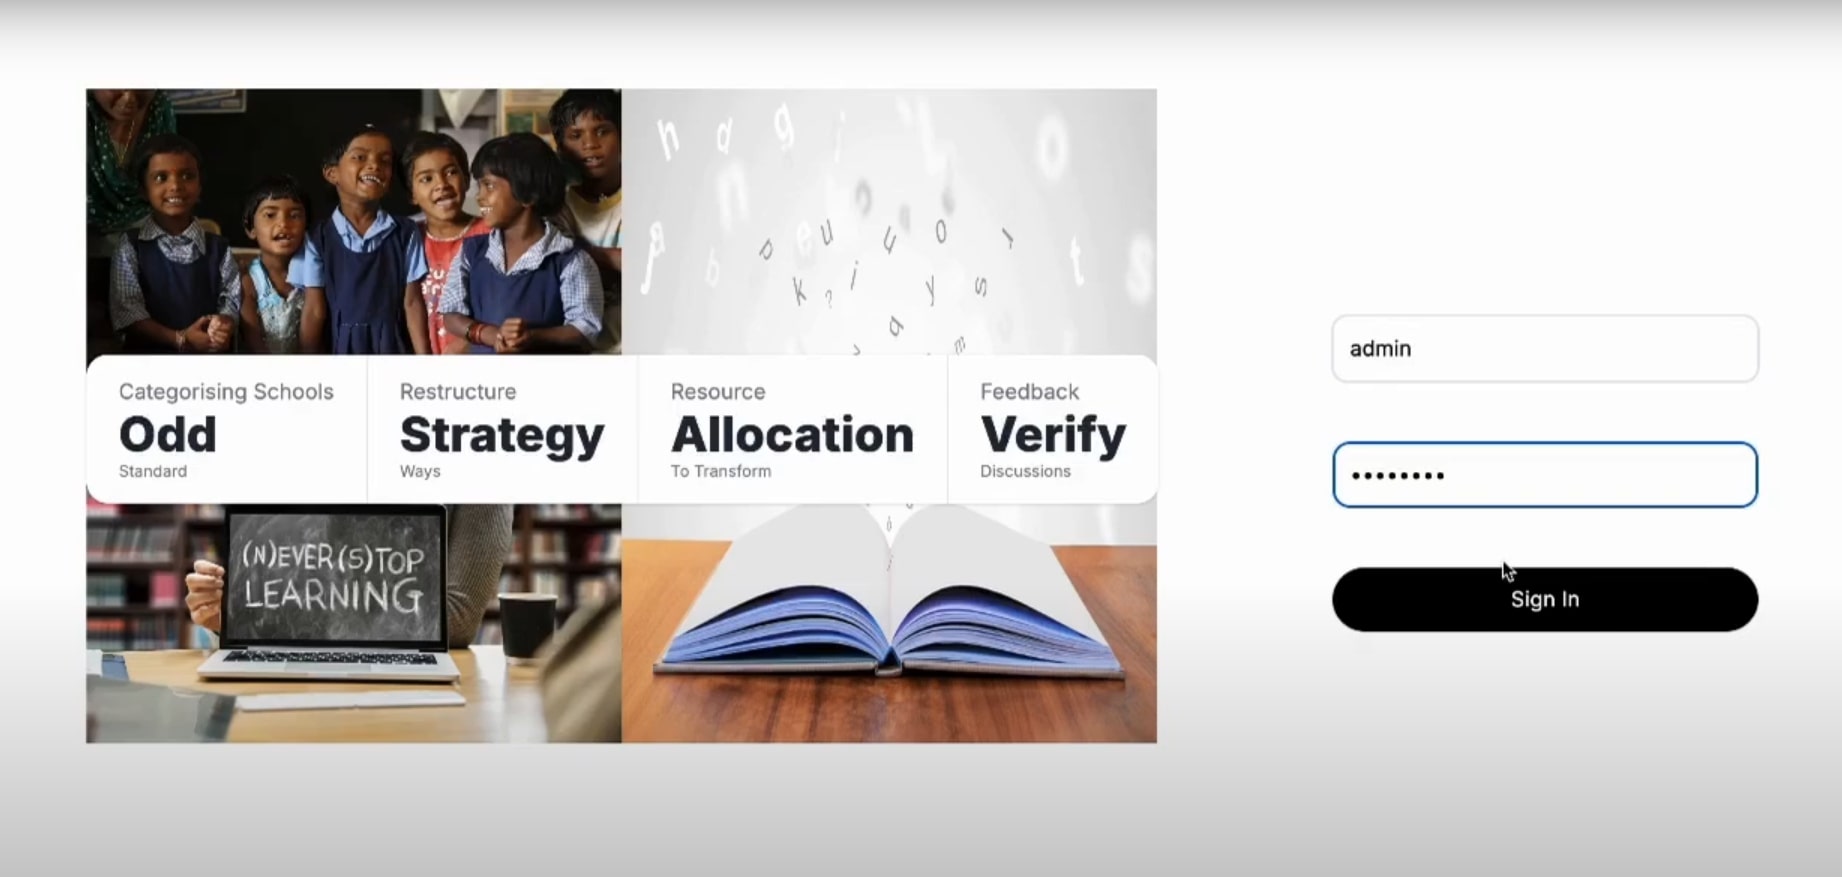 Categorising Schools
Odd
Standard
Restructure
Strategy
Ways
Resource
Allocation
To Transform
Feedback
Verify
Discussions
(N)EVER (S)TOP
LEARNING
admin
••••••••
Sign In